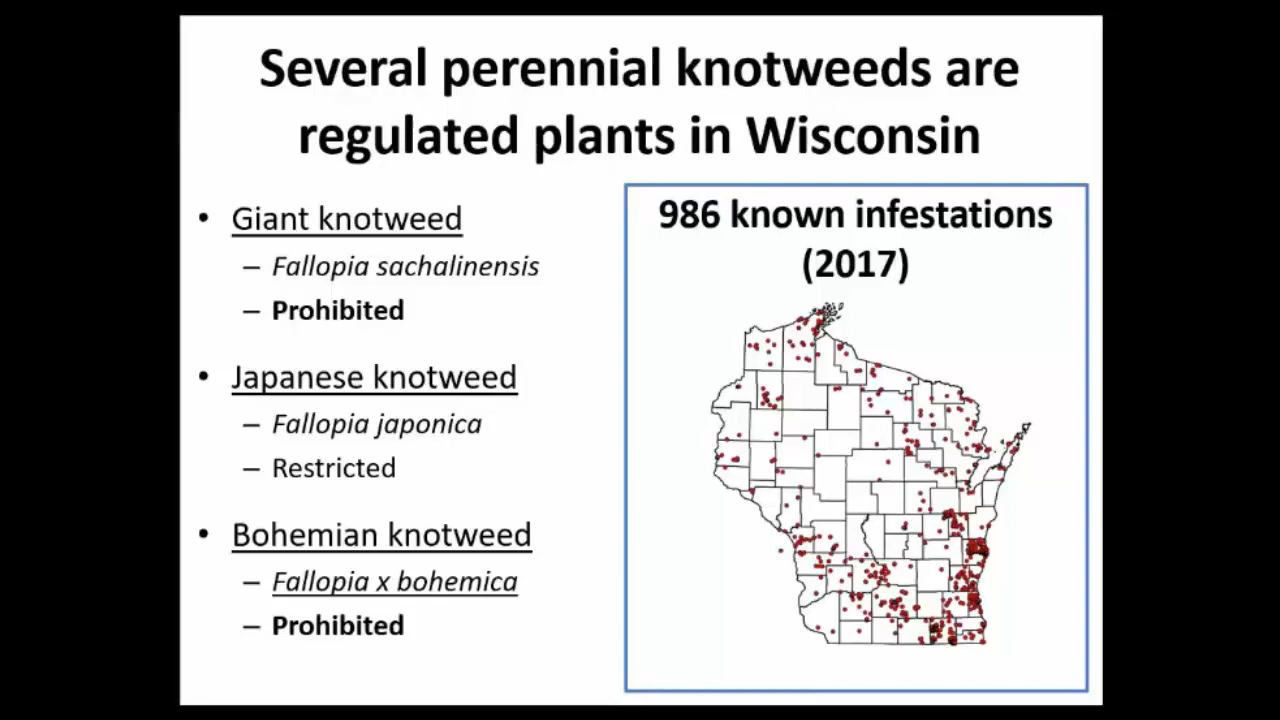 Several perennial knotweeds are
regulated plants in Wisconsin
• Giant knotweed
– Fallopia sachalinensis
– Prohibited
• Japanese knotweed
– Fallopia japonica
– Restricted
• Bohemian knotweed
– Fallopia x bohemica
– Prohibited
986 known infestations
(2017)